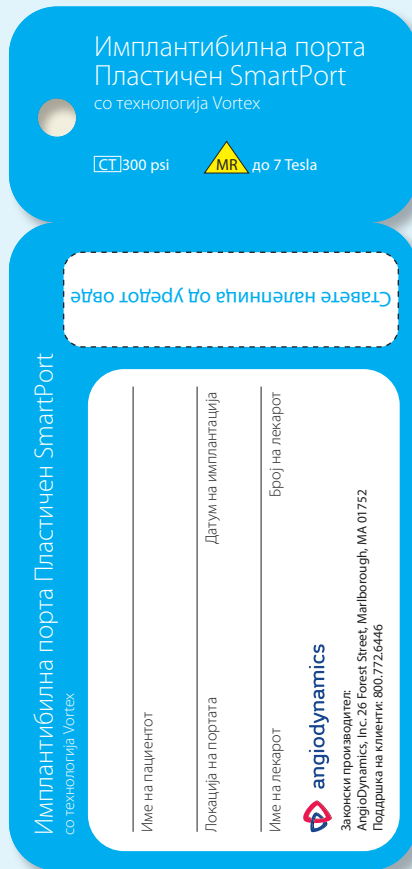 Имплантибилна порта
Пластичен SmartPort
со технологија Vortex
CT 300 psi
MR до 7 Tesla
Ставете налепница од уредот овде
Имплантибилна порта Пластичен SmartPort
со технологија Vortex
Име на пациентот
Локација на портата Датум на имплантација
Име на лекарот Број на лекарот
angiodynamics
Законски производител:
AngioDynamics, Inc. 26 Forest Street, Marlborough, MA 01752
Поддршка на клиенти: 800.772.6446